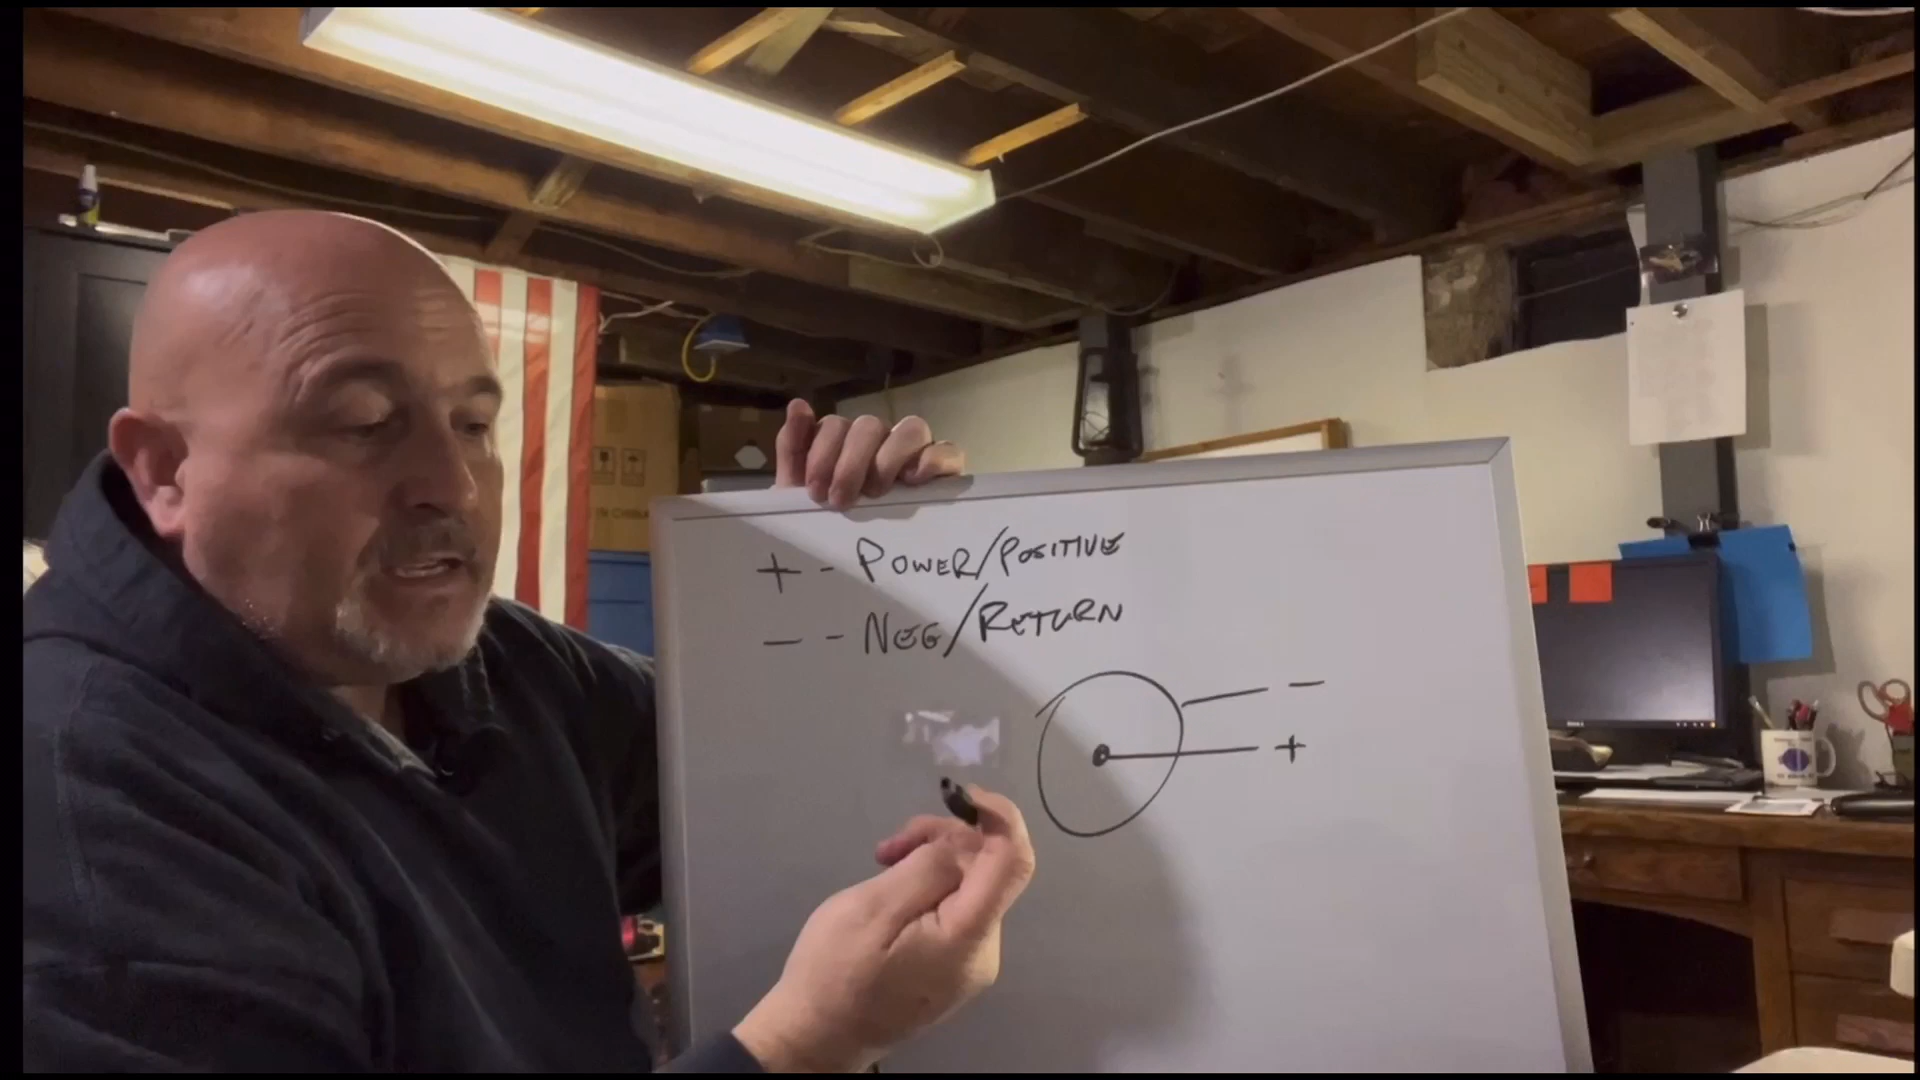 + - POWER/POSITIVE
- - NEG/RETURN
-
+